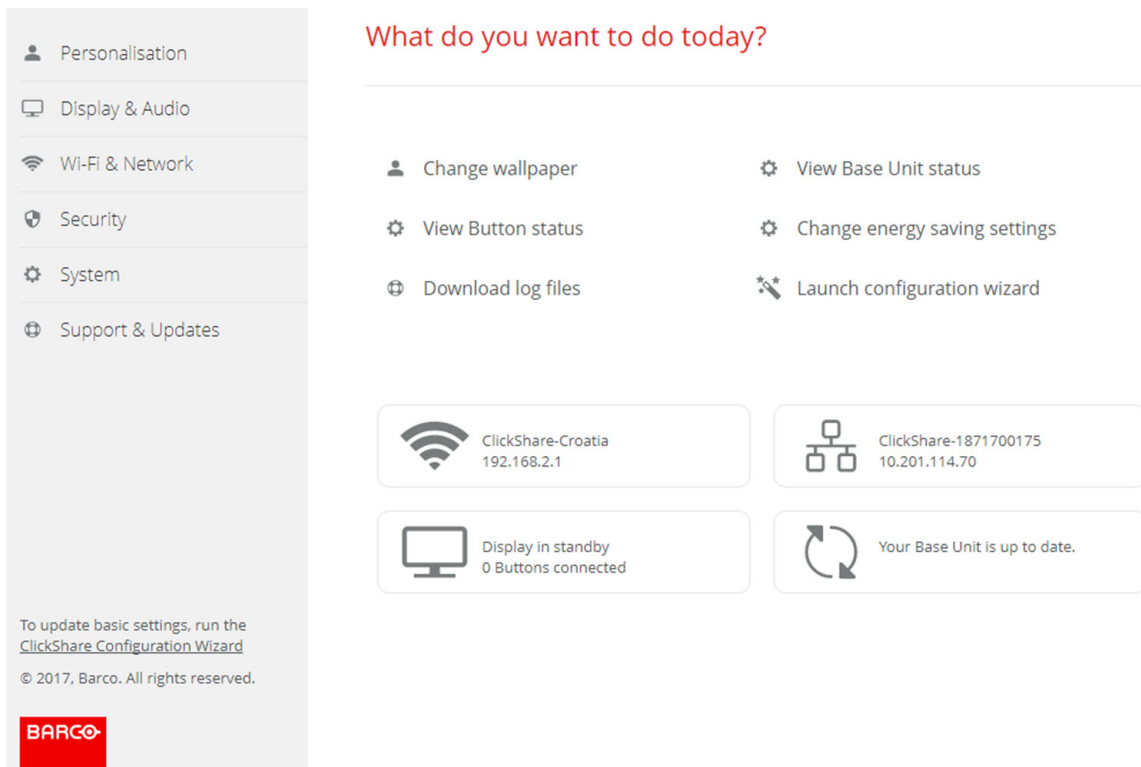 Personalisation
Display & Audio
Wi-Fi & Network
Security
System
Support & Updates
To update basic settings, run the
ClickShare Configuration Wizard
© 2017, Barco. All rights reserved.
BARCO
What do you want to do today?
Change wallpaper
View Base Unit status
View Button status
Change energy saving settings
Download log files
Launch configuration wizard
ClickShare-Croatia
192.168.2.1
ClickShare-1871700175
10.201.114.70
Display in standby
0 Buttons connected
Your Base Unit is up to date.